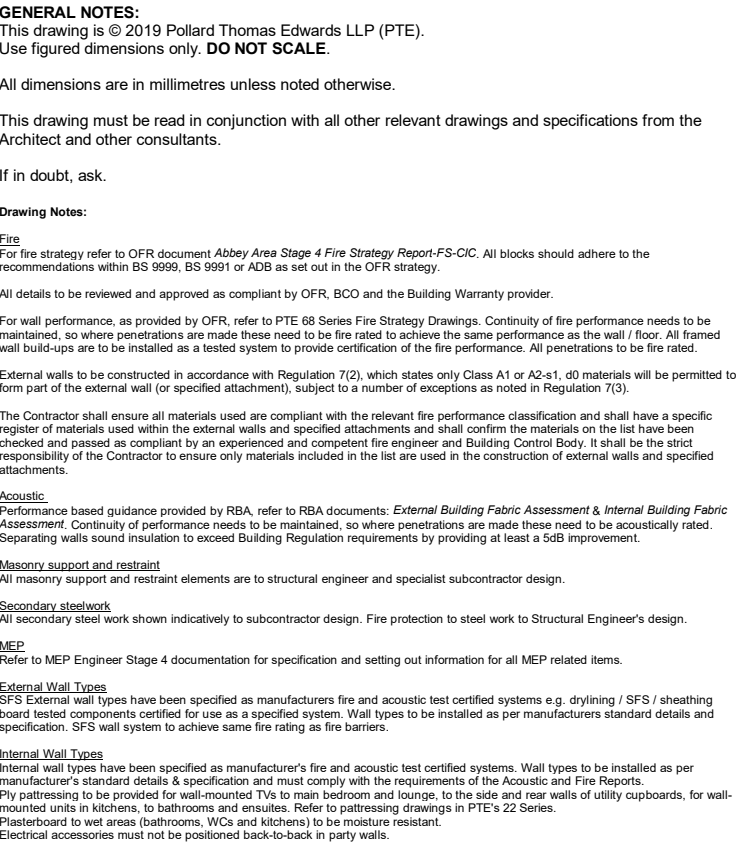 GENERAL NOTES:
This drawing is © 2019 Pollard Thomas Edwards LLP (PTE).
Use figured dimensions only. DO NOT SCALE.
All dimensions are in millimetres unless noted otherwise.
This drawing must be read in conjunction with all other relevant drawings and specifications from the
Architect and other consultants.
If in doubt, ask.
Drawing Notes:
Fire
For fire strategy refer to OFR document Abbey Area Stage 4 Fire Strategy Report-FS-CIC. All blocks should adhere to the
recommendations within BS 9999, BS 9991 or ADB as set out in the OFR strategy.
All details to be reviewed and approved as compliant by OFR, BCO and the Building Warranty provider.
For wall performance, as provided by OFR, refer to PTE 68 Series Fire Strategy Drawings. Continuity of fire performance needs to be
maintained, so where penetrations are made these need to be fire rated to achieve the same performance as the wall / floor. All framed
wall build-ups are to be installed as a tested system to provide certification of the fire performance. All penetrations to be fire rated.
External walls to be constructed in accordance with Regulation 7(2), which states only Class A1 or A2-s1, d0 materials will be permitted to
form part of the external wall (or specified attachment), subject to a number of exceptions as noted in Regulation 7(3).
The Contractor shall ensure all materials used are compliant with the relevant fire performance classification and shall have a specific
register of materials used within the external walls and specified attachments and shall confirm the materials on the list have been
checked and passed as compliant by an experienced and competent fire engineer and Building Control Body. It shall be the strict
responsibility of the Contractor to ensure only materials included in the list are used in the construction of external walls and specified
attachments.
Acoustic
Performance based guidance provided by RBA, refer to RBA documents: External Building Fabric Assessment & Internal Building Fabric
Assessment. Continuity of performance needs to be maintained, so where penetrations are made these need to be acoustically rated.
Separating walls sound insulation to exceed Building Regulation requirements by providing at least a 5dB improvement.
Masonry support and restraint
All masonry support and restraint elements are to structural engineer and specialist subcontractor design.
Secondary steelwork
All secondary steel work shown indicatively to subcontractor design. Fire protection to steel work to Structural Engineer's design.
MEP
Refer to MEP Engineer Stage 4 documentation for specification and setting out information for all MEP related items.
External Wall Types
SFS External wall types have been specified as manufacturers fire and acoustic test certified systems e.g. drylining / SFS / sheathing
board tested components certified for use as a specified system. Wall types to be installed as per manufacturers standard details and
specification. SFS wall system to achieve same fire rating as fire barriers.
Internal Wall Types
Internal wall types have been specified as manufacturer's fire and acoustic test certified systems. Wall types to be installed as per
manufacturer's standard details & specification and must comply with the requirements of the Acoustic and Fire Reports.
Ply pattressing to be provided for wall-mounted TVs to main bedroom and lounge, to the side and rear walls of utility cupboards, for wall-
mounted units in kitchens, to bathrooms and ensuites. Refer to pattressing drawings in PTE's 22 Series.
Plasterboard to wet areas (bathrooms, WCs and kitchens) to be moisture resistant.
Electrical accessories must not be positioned back-to-back in party walls.